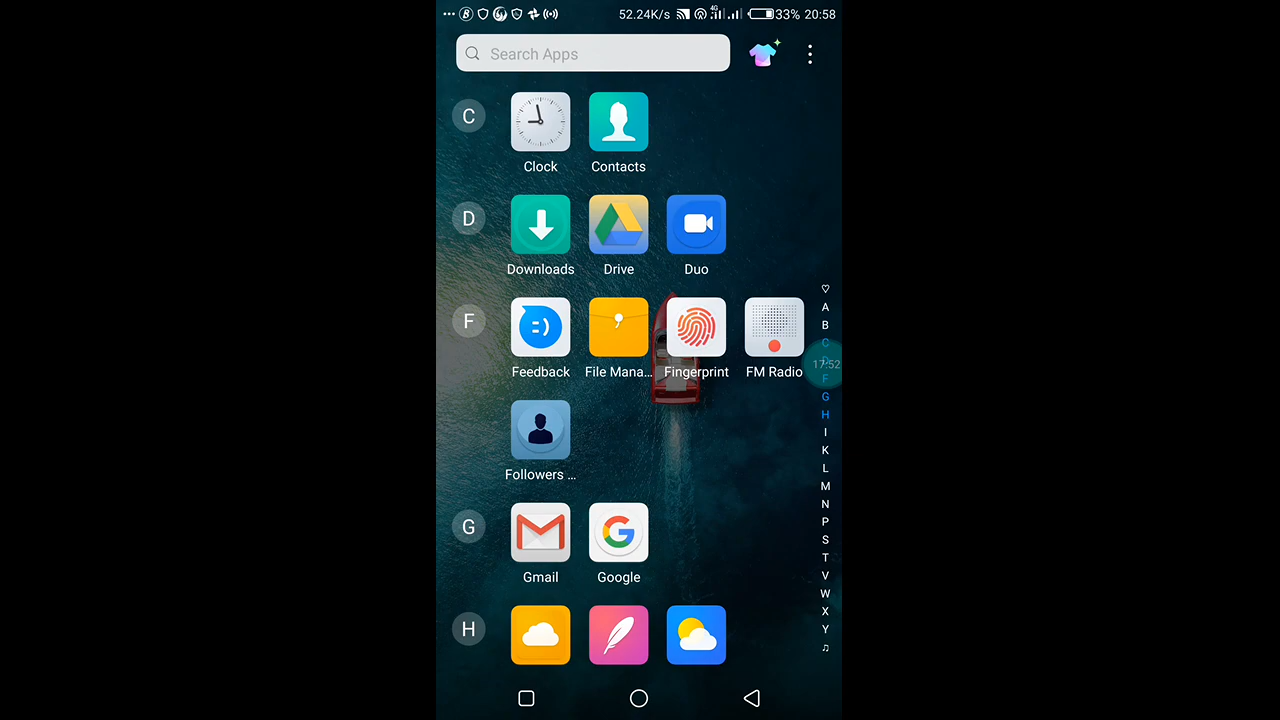 52.24K/s 4G 33% 20:58
Search Apps
C
Clock Contacts
D
Downloads Drive Duo
F
Feedback File Mana... Fingerprint FM Radio
Followers ...
G
Gmail Google
H
A
B
C
D
17:52
F
G
H
I
K
L
M
N
P
S
T
V
W
X
Y